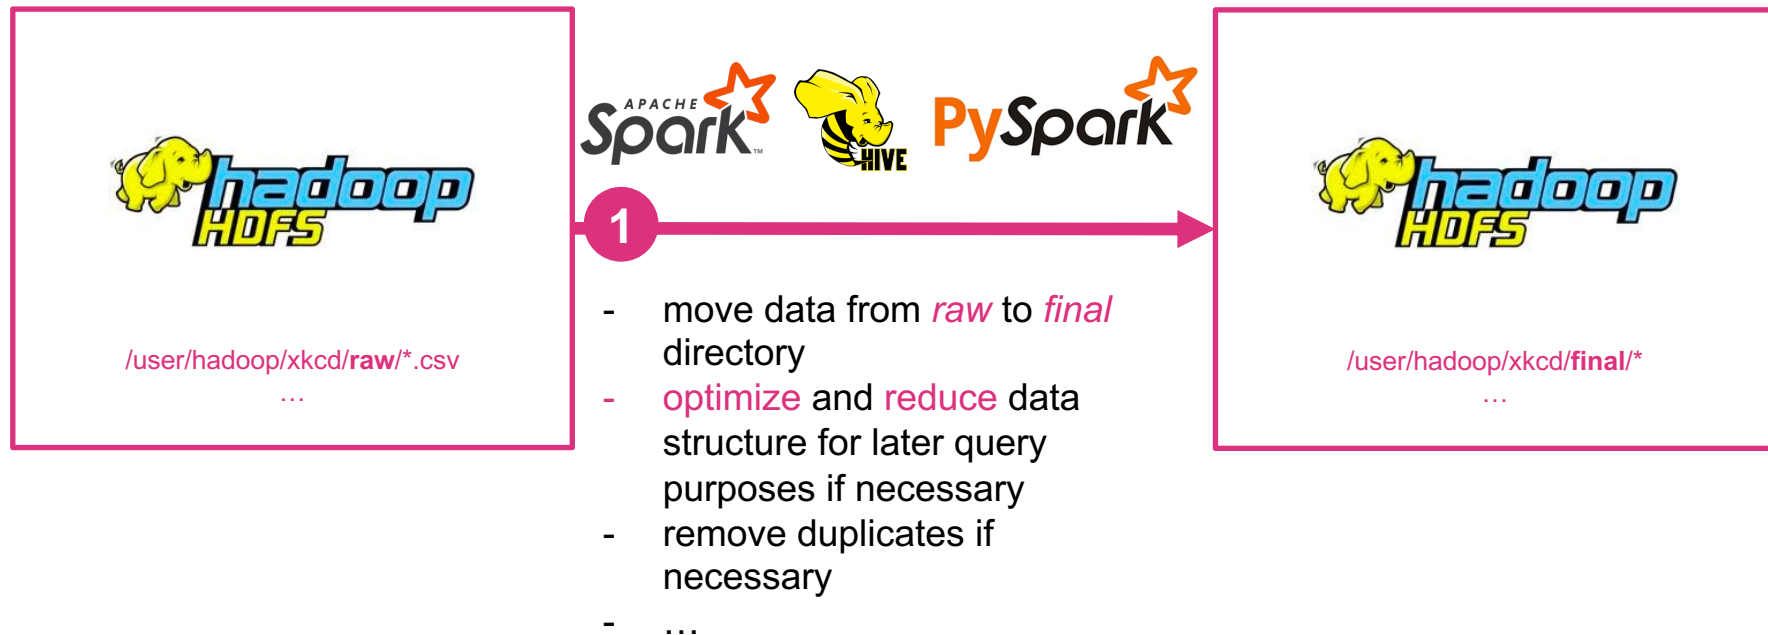 hadoop
HDFS
/user/hadoop/xkcd/raw/*.csv
...
APACHE
Spark™
HIVE
PySpark
1
- move data from raw to final
directory
- optimize and reduce data
structure for later query
purposes if necessary
- remove duplicates if
necessary
- ...
hadoop
HDFS
/user/hadoop/xkcd/final/*
...